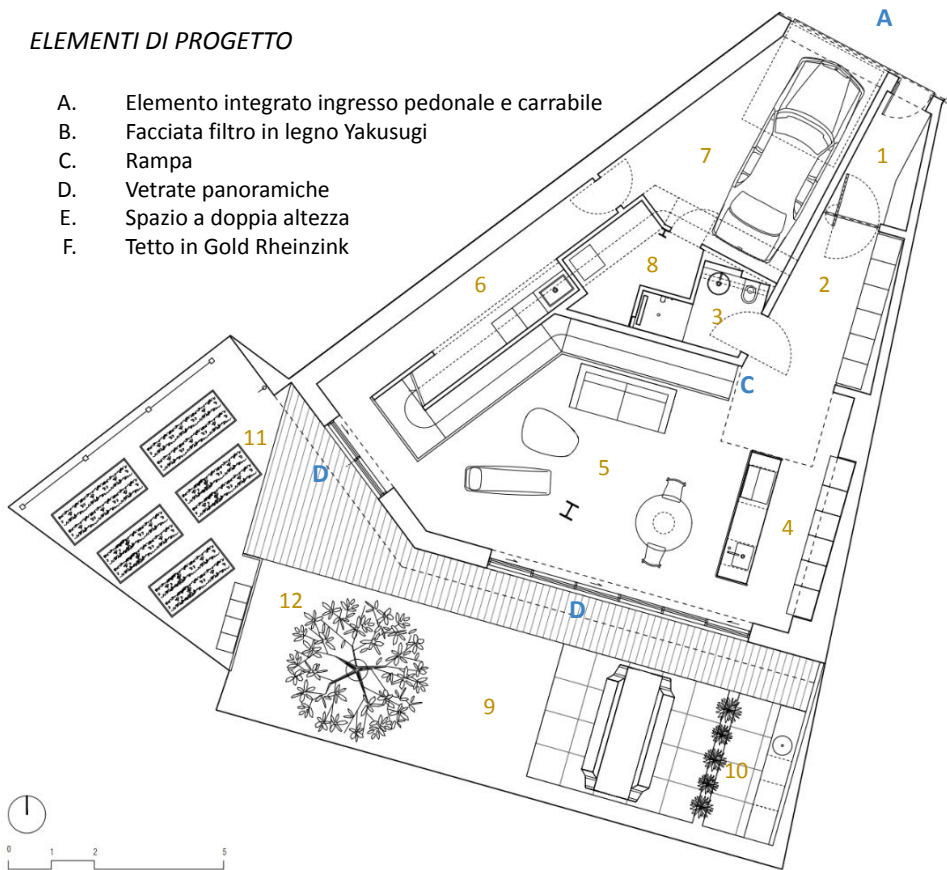 A
ELEMENTI DI PROGETTO
A. Elemento integrato ingresso pedonale e carrabile
B. Facciata filtro in legno Yakusugi
C. Rampa
D. Vetrate panoramiche
E. Spazio a doppia altezza
F. Tetto in Gold Rheinzink
7
1
8
6
2
3
C
11
D
5
4
12
D
9
10
0 1 2 5